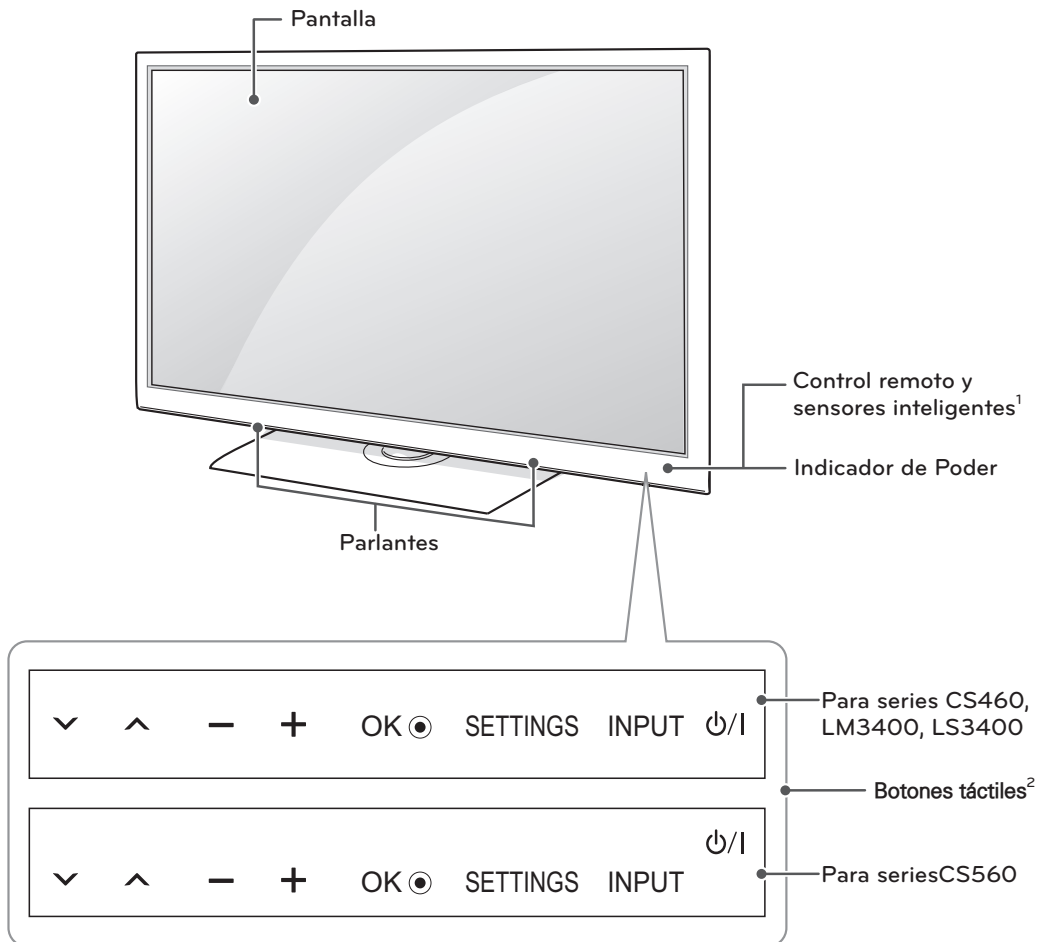 Pantalla
Control remoto y
sensores inteligentes¹
Indicador de Poder
Parlantes
OK SETTINGS INPUT ⏻/I
Para series CS460,
LM3400, LS3400
Botones táctiles²
⏻/I
OK SETTINGS INPUT
Para seriesCS560